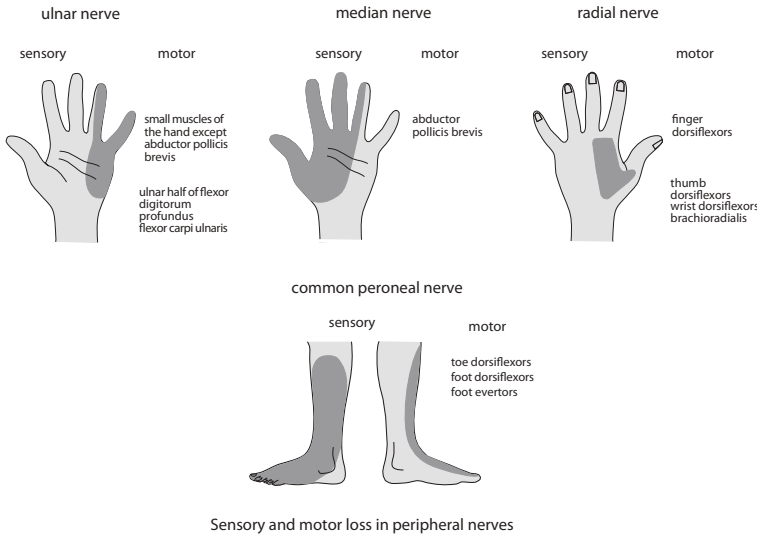 ulnar nerve
sensory
motor
small muscles of
the hand except
abductor pollicis
brevis
ulnar half of flexor
digitorum
profundus
flexor carpi ulnaris
median nerve
sensory
motor
abductor
pollicis brevis
radial nerve
sensory
motor
finger
dorsiflexors
thumb
dorsiflexors
wrist dorsiflexors
brachioradialis
common peroneal nerve
sensory
motor
toe dorsiflexors
foot dorsiflexors
foot evertors
Sensory and motor loss in peripheral nerves